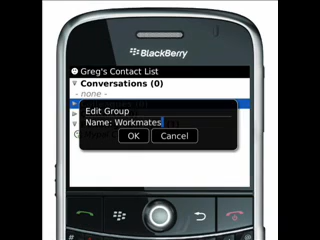 BlackBerry
Greg's Contact List
Conversations (0)
- none -
Edit Group
Name: Workmates
OK
Cancel